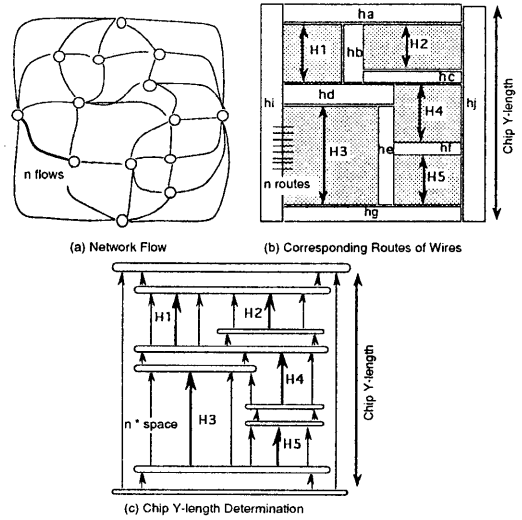 n flows
(a) Network Flow
ha
H1
hb
H2
hc
hd
H4
hi
hj
H3
he
hf
H5
n routes
hg
Chip Y-length
(b) Corresponding Routes of Wires
H1
H2
H4
n * space
H3
H5
Chip Y-length
(c) Chip Y-length Determination